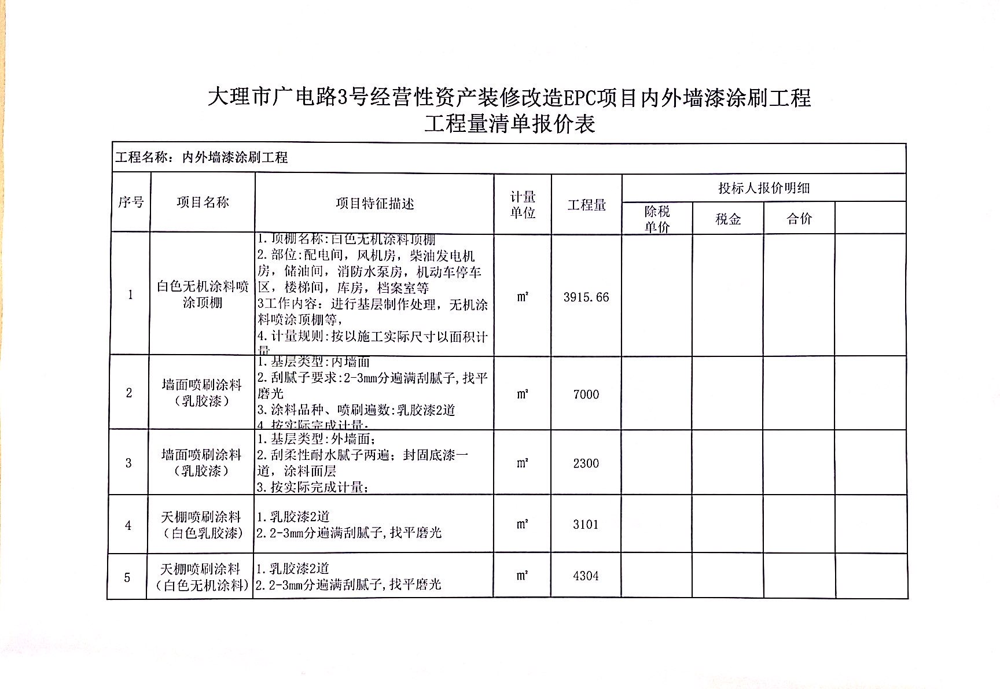 大理市广电路3号经营性资产装修改造EPC项目内外墙漆涂刷工程
工程量清单报价表
工程名称：内外墙漆涂刷工程
序号
项目名称
项目特征描述
计量
单位
工程量
投标人报价明细
除税
单价
税金
合价
1
白色无机涂料喷
涂顶棚
1.顶棚名称:白色无机涂料顶棚
2.部位:配电间，风机房，柴油发电机
房，储油间，消防水泵房，机动车停车
区，楼梯间，库房，档案室等
3工作内容：进行基层制作处理，无机涂
料喷涂顶棚等，
4.计量规则:按以施工实际尺寸以面积计
量
m²
3915.66
2
墙面喷刷涂料
（乳胶漆）
1.基层类型:内墙面
2.刮腻子要求:2-3mm分遍满刮腻子,找平
磨光
3.涂料品种、喷刷遍数:乳胶漆2道
4.按实际完成计量;
m²
7000
3
墙面喷刷涂料
（乳胶漆）
1.基层类型:外墙面;
2.刮柔性耐水腻子两遍；封固底漆一
道，涂料面层
3.按实际完成计量;
m²
2300
4
天棚喷刷涂料
（白色乳胶漆)
1.乳胶漆2道
2.2-3mm分遍满刮腻子,找平磨光
m²
3101
5
天棚喷刷涂料
（白色无机涂料)
1.乳胶漆2道
2.2-3mm分遍满刮腻子,找平磨光
m²
4304